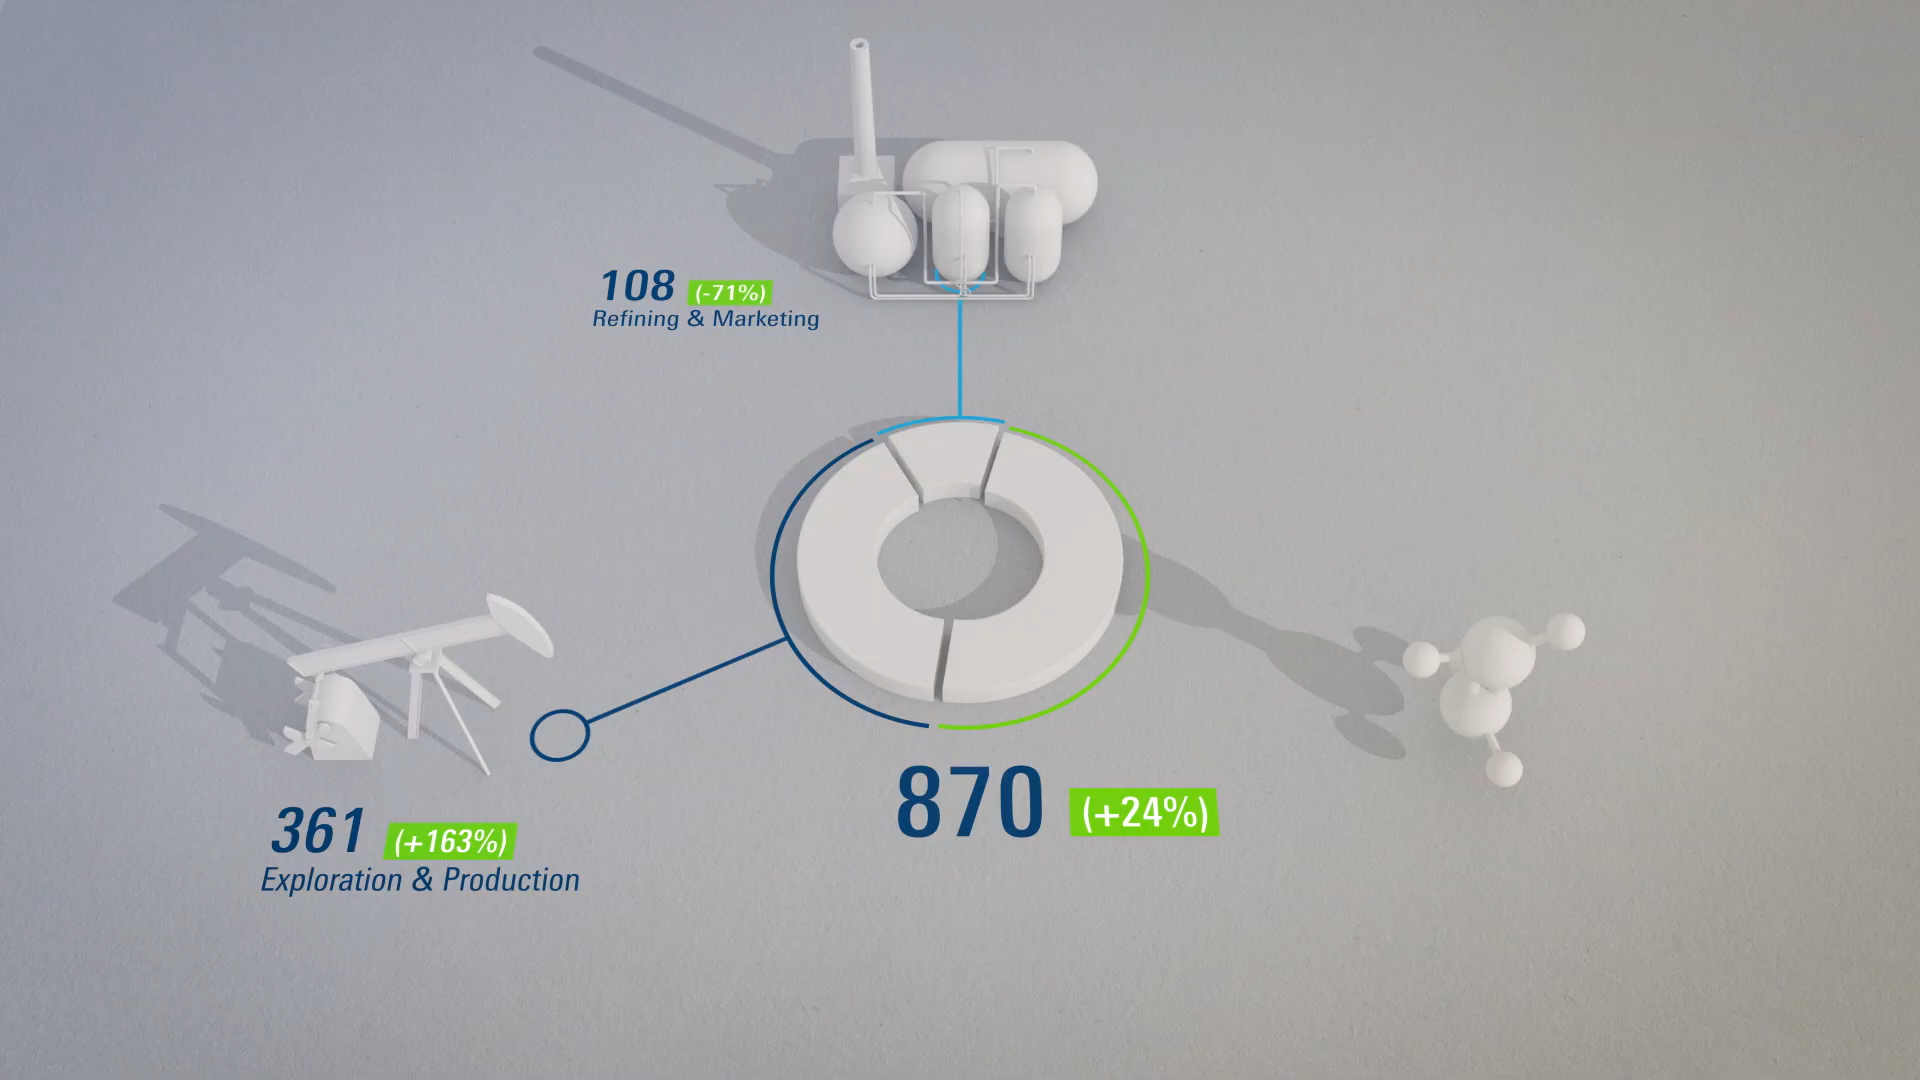 108 (-71%)
Refining & Marketing
361 (+163%)
Exploration & Production
870 (+24%)